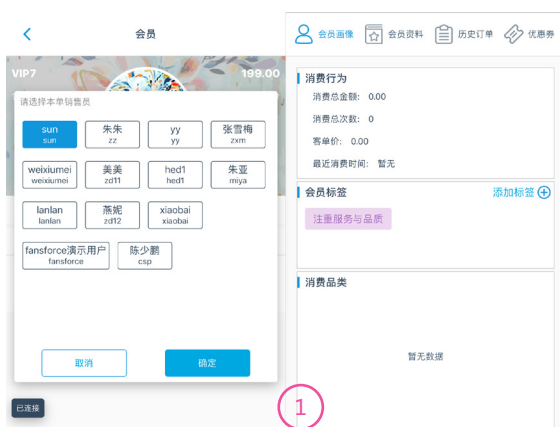 会员
VIP7
199.00
请选择本单销售员
sun
sun
朱朱
zz
yy
yy
张雪梅
zxm
weixiumei
weixiumei
美美
zd11
hed1
hed1
朱亚
miya
lanlan
lanlan
燕妮
zd12
xiaobai
xiaobai
fansforce演示用户
fansforce
陈少鹏
csp
取消
确定
已连接
会员画像
会员资料
历史订单
优惠券
消费行为
消费总金额: 0.00
消费总次数: 0
客单价: 0.00
最近消费时间: 暂无
会员标签
添加标签
注重服务与品质
消费品类
暂无数据
1